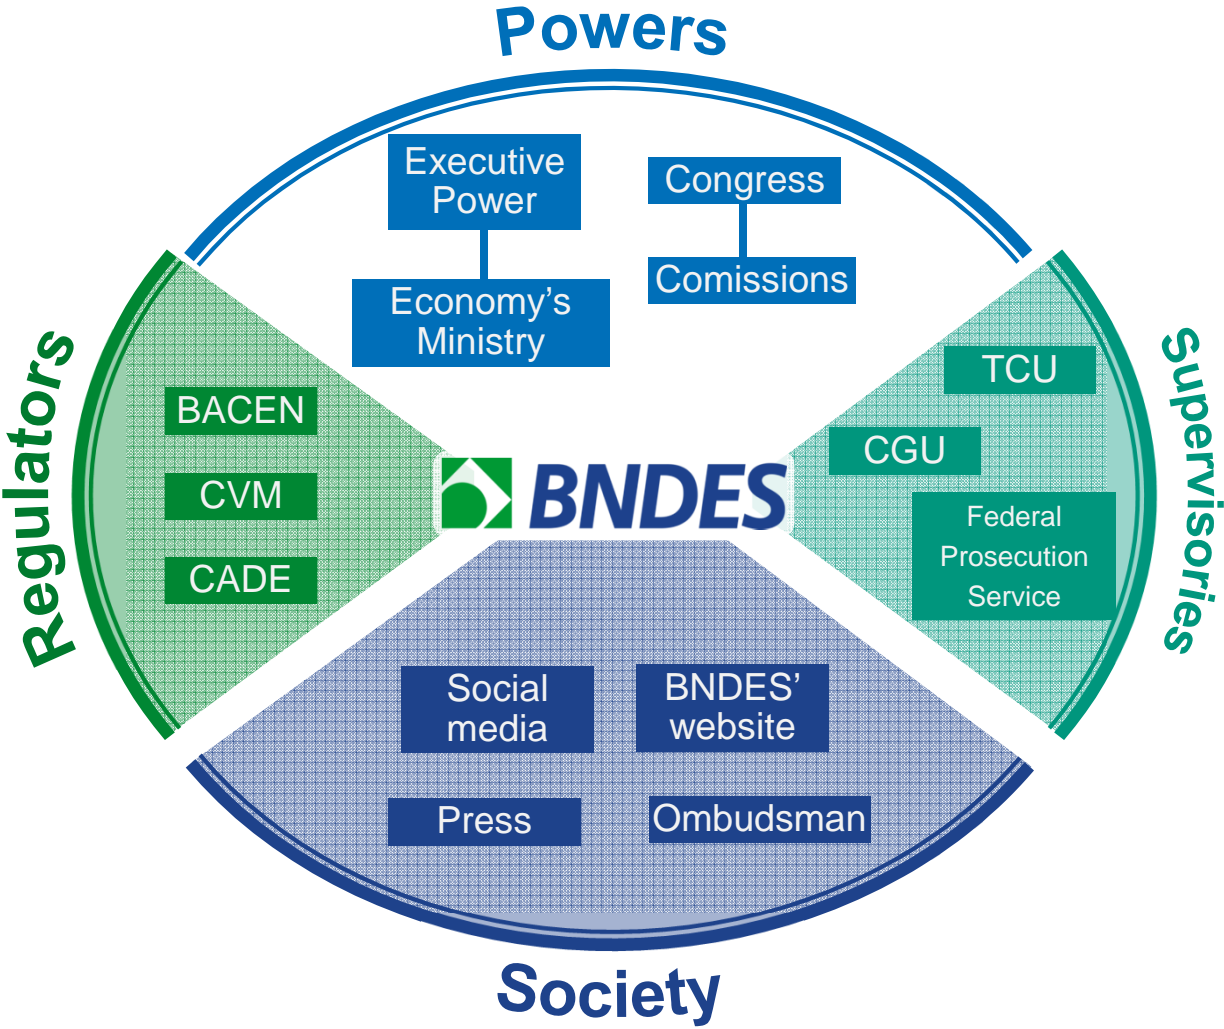 Powers
Executive
Power
Congress
Economy's
Ministry
Comissions
Regulators
BACEN
CVM
CADE
BNDES
Supervisories
TCU
CGU
Federal
Prosecution
Service
Social
media
BNDES'
website
Press
Ombudsman
Society